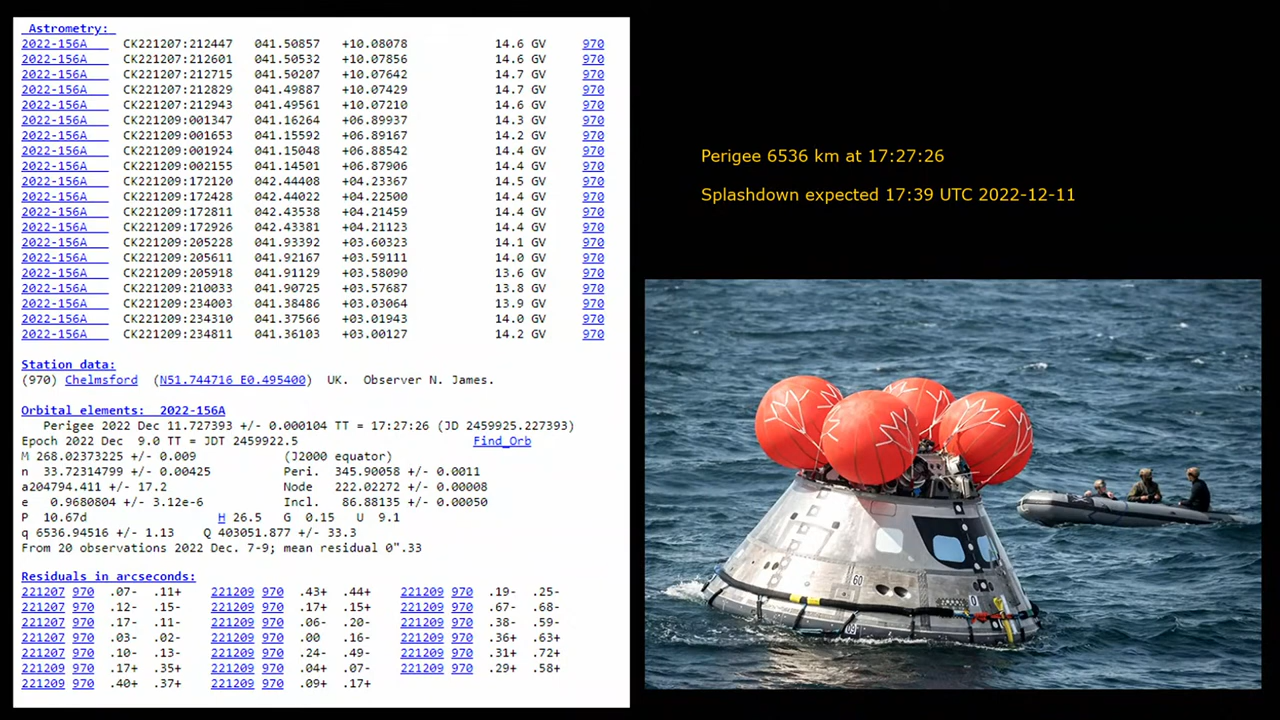 Astrometry:
2022-156A CK221207:212447 041.50857 +10.08078 14.6 GV 970
2022-156A CK221207:212601 041.50532 +10.07856 14.6 GV 970
2022-156A CK221207:212715 041.50207 +10.07642 14.7 GV 970
2022-156A CK221207:212829 041.49887 +10.07429 14.7 GV 970
2022-156A CK221207:212943 041.49561 +10.07210 14.6 GV 970
2022-156A CK221209:001347 041.16264 +06.89937 14.3 GV 970
2022-156A CK221209:001653 041.15592 +06.89167 14.2 GV 970
2022-156A CK221209:001924 041.15048 +06.88542 14.4 GV 970
2022-156A CK221209:002155 041.14501 +06.87906 14.4 GV 970
2022-156A CK221209:172120 042.44408 +04.23367 14.5 GV 970
2022-156A CK221209:172428 042.44022 +04.22500 14.4 GV 970
2022-156A CK221209:172811 042.43538 +04.21459 14.4 GV 970
2022-156A CK221209:172926 042.43381 +04.21123 14.4 GV 970
2022-156A CK221209:205228 041.93392 +03.60323 14.1 GV 970
2022-156A CK221209:205611 041.92167 +03.59111 14.0 GV 970
2022-156A CK221209:205918 041.91129 +03.58090 13.6 GV 970
2022-156A CK221209:210033 041.90725 +03.57687 13.8 GV 970
2022-156A CK221209:234003 041.38486 +03.03064 13.9 GV 970
2022-156A CK221209:234310 041.37566 +03.01943 14.0 GV 970
2022-156A CK221209:234811 041.36103 +03.00127 14.2 GV 970
Station data:
(970) Chelmsford (N51.744716 E0.495400) UK. Observer N. James.
Orbital elements: 2022-156A
Perigee 2022 Dec 11.727393 +/- 0.000104 TT = 17:27:26 (JD 2459925.227393)
Epoch 2022 Dec 9.0 TT = JDT 2459922.5 Find_Orb
M 268.02373225 +/- 0.009 (J2000 equator)
n 33.72314799 +/- 0.00425 Peri. 345.90058 +/- 0.0011
a204794.411 +/- 17.2 Node 222.02272 +/- 0.00008
e 0.9680804 +/- 3.12e-6 Incl. 86.88135 +/- 0.00050
P 10.67d H 26.5 G 0.15 U 9.1
q 6536.94516 +/- 1.13 Q 403051.877 +/- 33.3
From 20 observations 2022 Dec. 7-9; mean residual 0".33
Residuals in arcseconds:
221207 970 .07- .11+ 221209 970 .43+ .44+ 221209 970 .19- .25-
221207 970 .12- .15- 221209 970 .17+ .15+ 221209 970 .67- .68-
221207 970 .17- .11- 221209 970 .06- .20- 221209 970 .38- .59-
221207 970 .03- .02- 221209 970 .00 .16- 221209 970 .36+ .63+
221207 970 .10- .13- 221209 970 .24- .49- 221209 970 .31+ .72+
221209 970 .17+ .35+ 221209 970 .04+ .07- 221209 970 .29+ .58+
221209 970 .40+ .37+ 221209 970 .09+ .17+
Perigee 6536 km at 17:27:26
Splashdown expected 17:39 UTC 2022-12-11
60
0